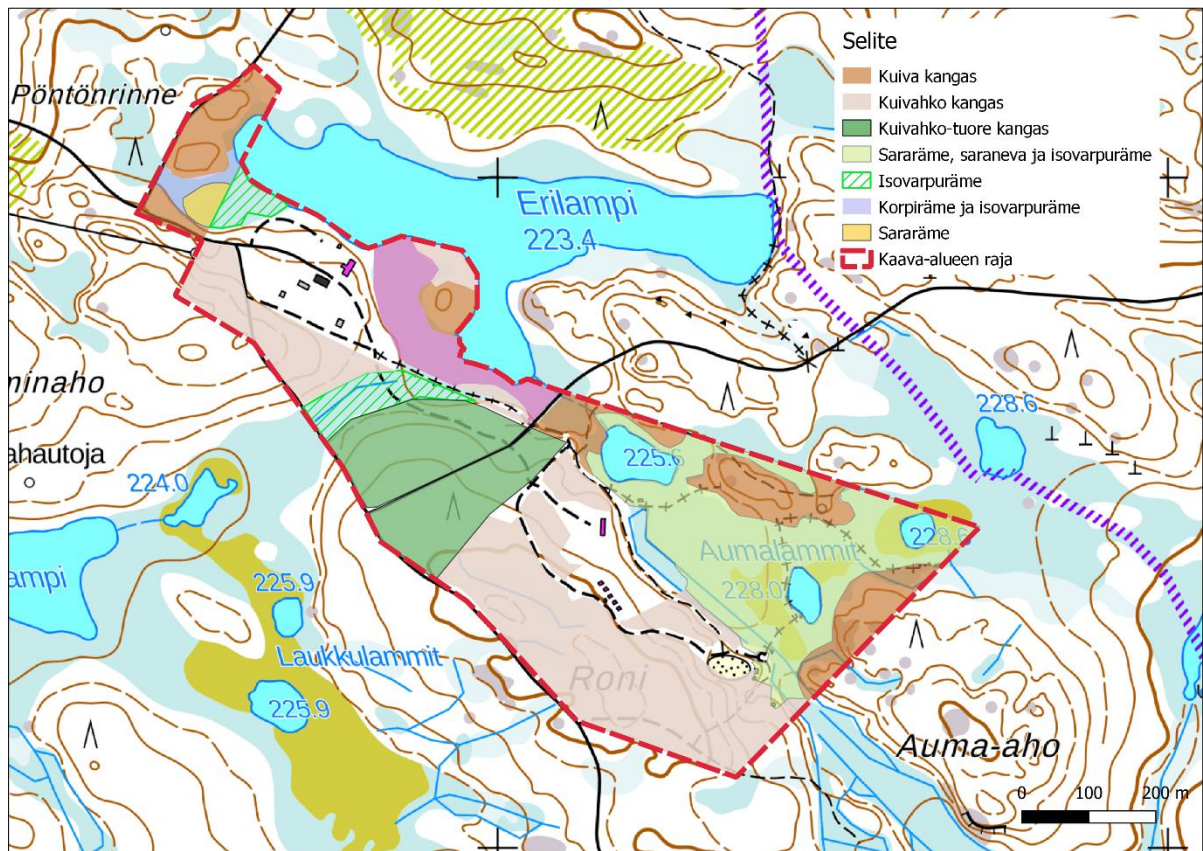 Selite
Kuiva kangas
Kuivahko kangas
Kuivahko-tuore kangas
Sararäme, saraneva ja isovarpuräme
Isovarpuräme
Korpiräme ja isovarpuräme
Sararäme
Kaava-alueen raja
Pöntönrinne
Erilampi
223.4
minaho
ahautoja
224.0
225.6
228.6
228.6
Aumalammit
228.0
ampi
225.9
Laukkulammit
225.9
Roni
Auma-aho
0 100 200 m